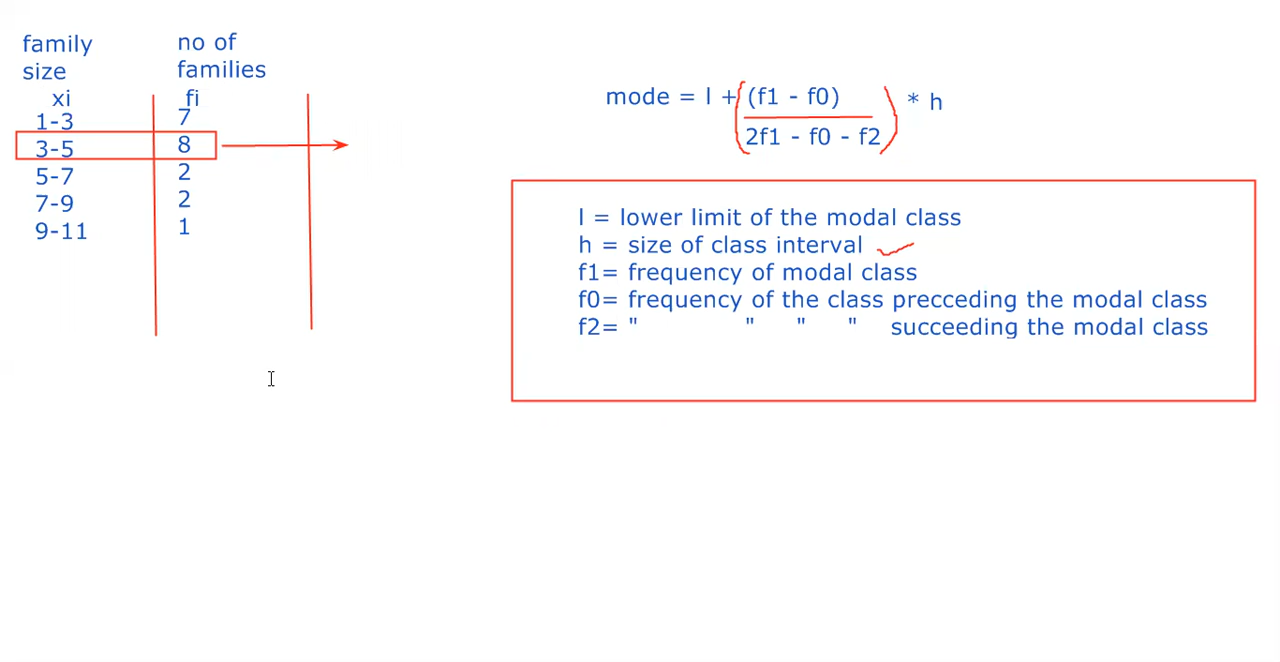 family no of
size families
xi fi
1-3 7
3-5 8
5-7 2
7-9 2
9-11 1
mode = l + (f1 - f0) * h
2f1 - f0 - f2
l = lower limit of the modal class
h = size of class interval
f1= frequency of modal class
f0= frequency of the class precceding the modal class
f2= " " " " succeeding the modal class